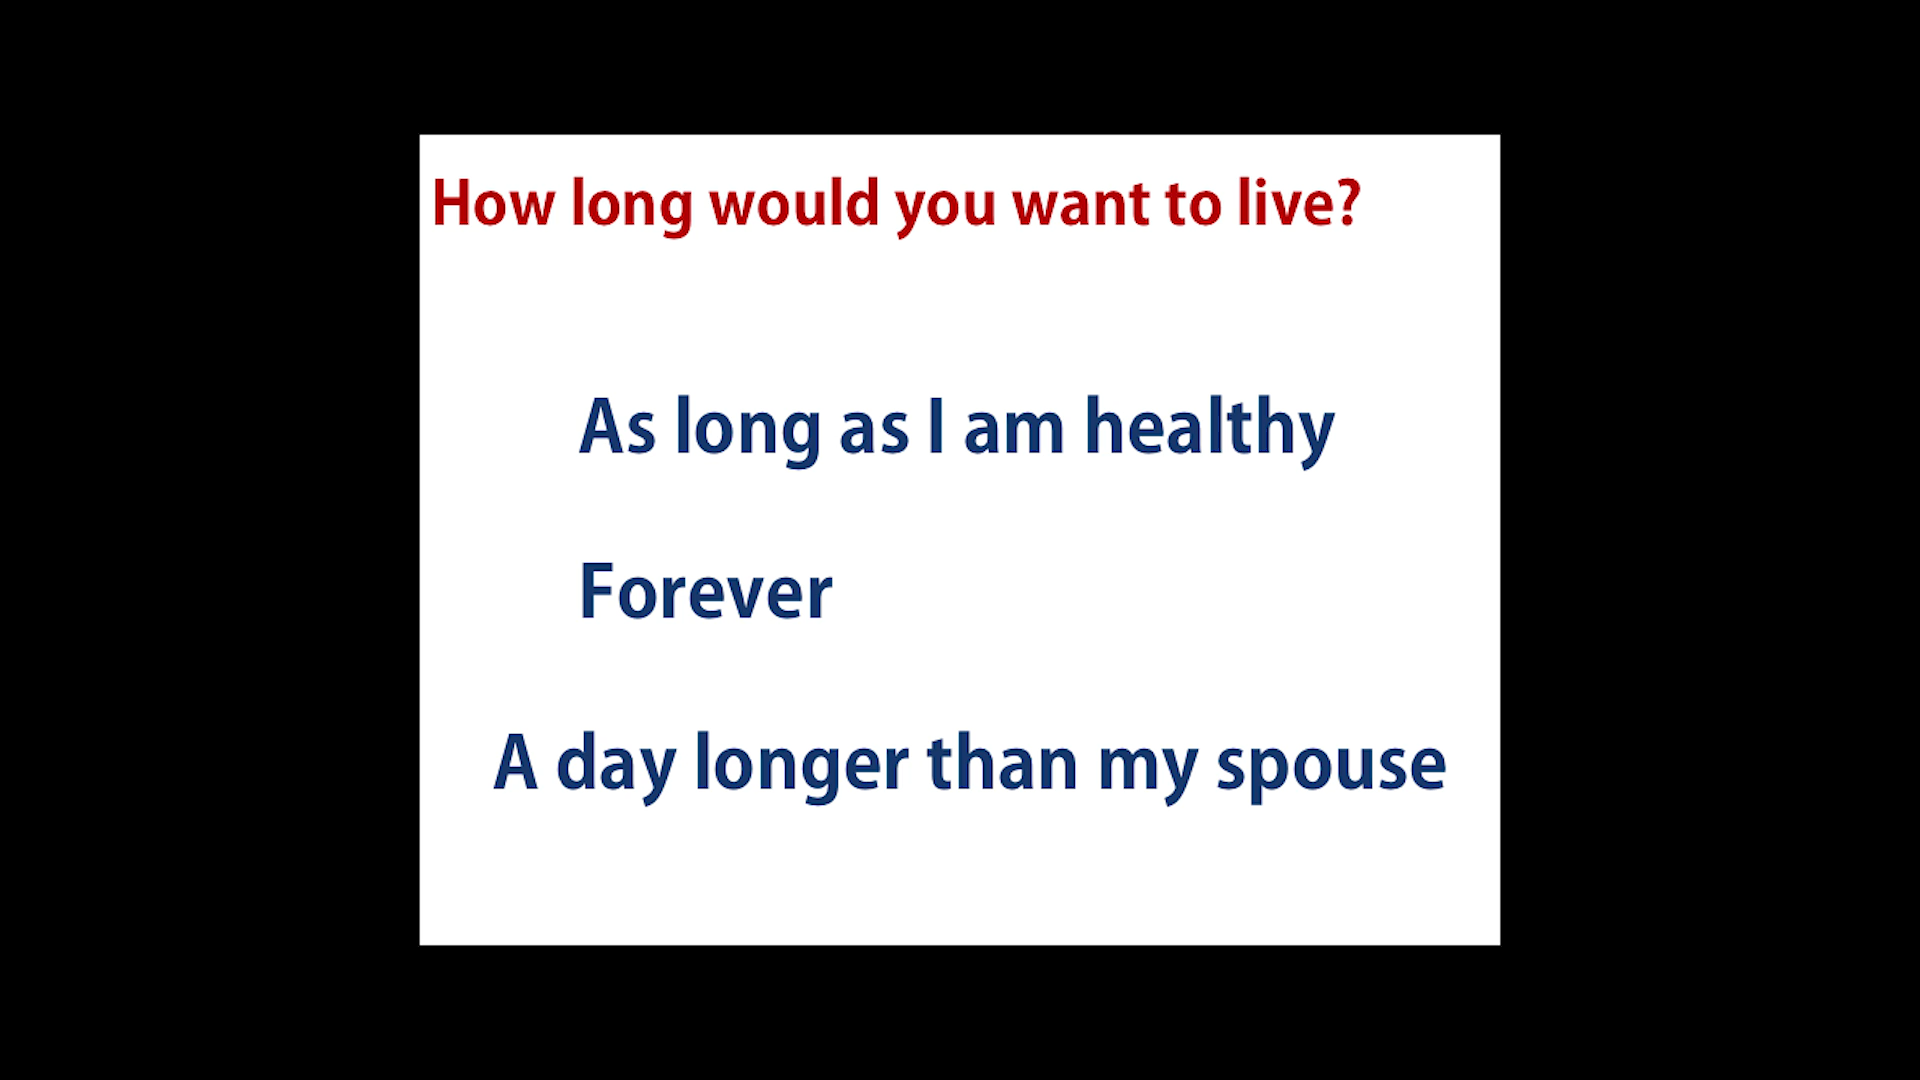 How long would you want to live?
As long as I am healthy
Forever
A day longer than my spouse